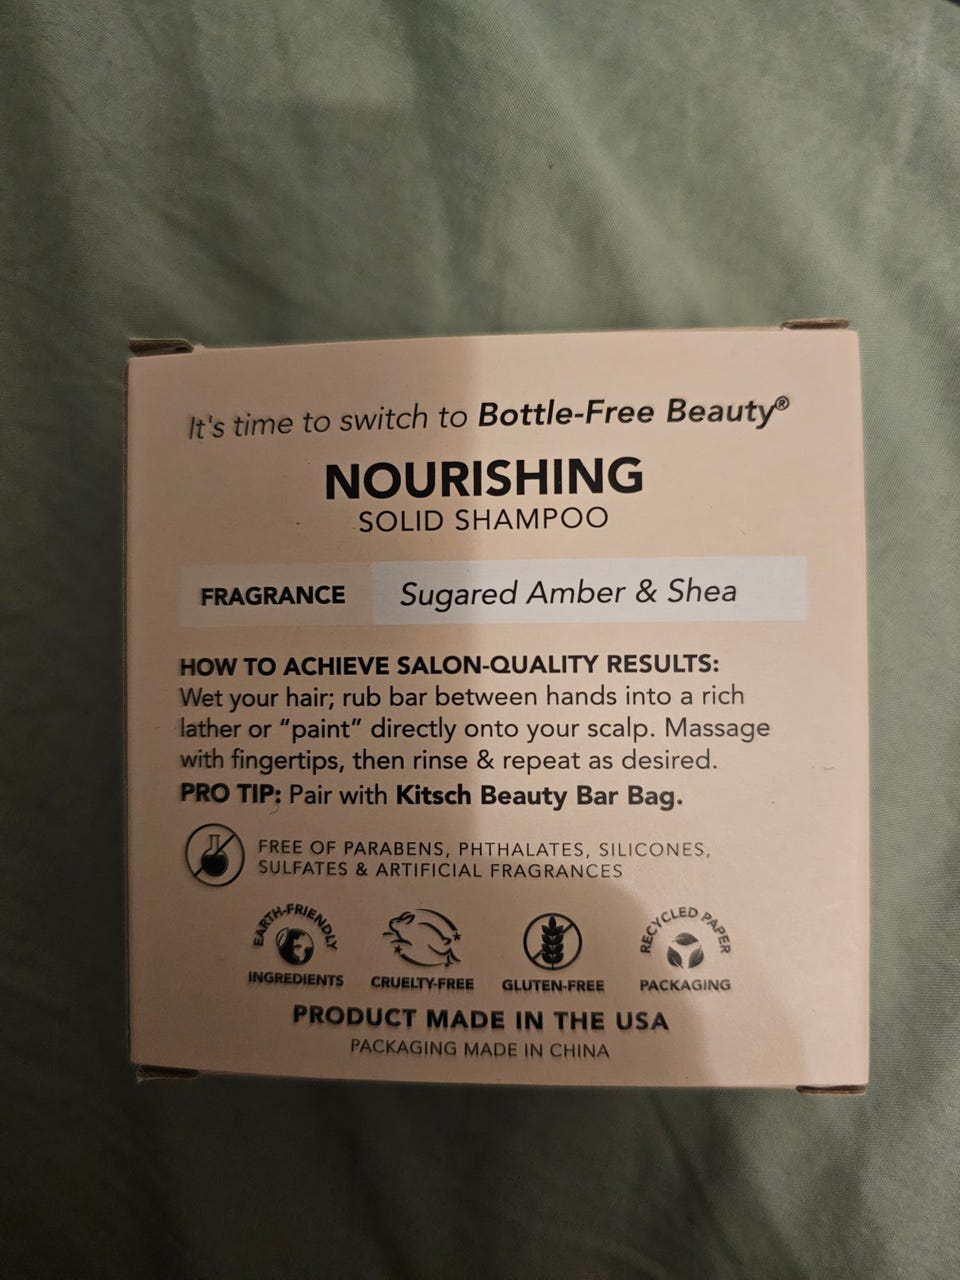 It's time to switch to Bottle-Free Beauty®
NOURISHING
SOLID SHAMPOO
FRAGRANCE Sugared Amber & Shea
HOW TO ACHIEVE SALON-QUALITY RESULTS:
Wet your hair; rub bar between hands into a rich
lather or “paint” directly onto your scalp. Massage
with fingertips, then rinse & repeat as desired.
PRO TIP: Pair with Kitsch Beauty Bar Bag.
FREE OF PARABENS, PHTHALATES, SILICONES,
SULFATES & ARTIFICIAL FRAGRANCES
EARTH-FRIENDLY
INGREDIENTS
CRUELTY-FREE
GLUTEN-FREE
RECYCLED PAPER
PACKAGING
PRODUCT MADE IN THE USA
PACKAGING MADE IN CHINA